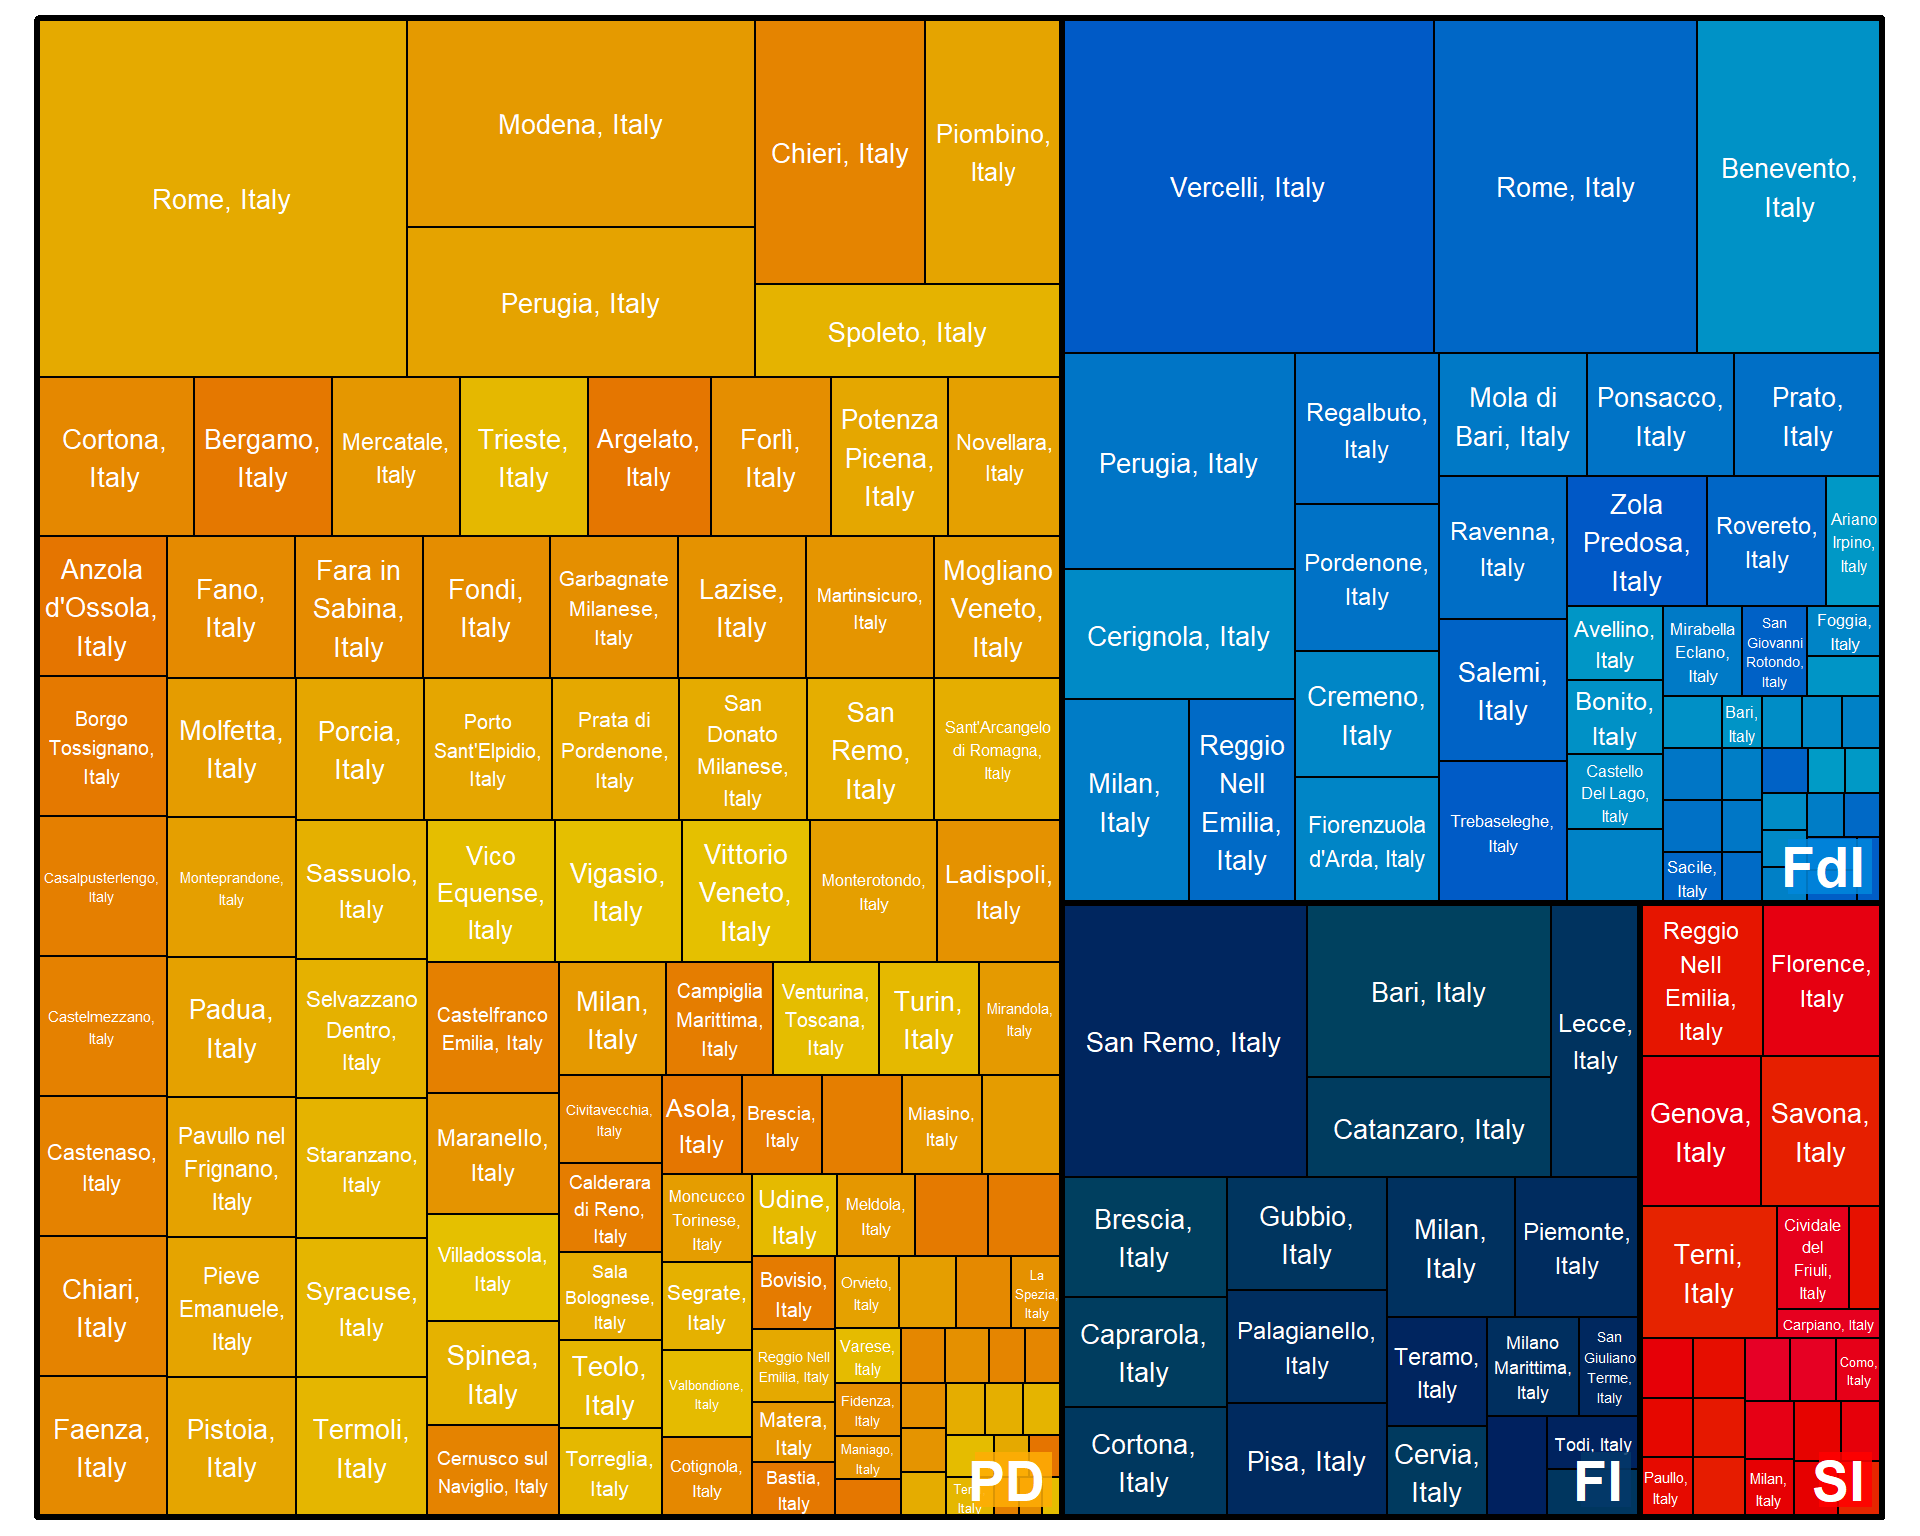 Rome, Italy
Modena, Italy
Perugia, Italy
Chieri, Italy
Piombino,
Italy
Spoleto, Italy
Cortona,
Italy
Bergamo,
Italy
Mercatale,
Italy
Trieste,
Italy
Argelato,
Italy
Forlì,
Italy
Potenza
Picena,
Italy
Novellara,
Italy
Anzola
d'Ossola,
Italy
Fano,
Italy
Fara in
Sabina,
Italy
Fondi,
Italy
Garbagnate
Milanese,
Italy
Lazise,
Italy
Martinsicuro,
Italy
Mogliano
Veneto,
Italy
Borgo
Tossignano,
Italy
Molfetta,
Italy
Porcia,
Italy
Porto
Sant'Elpidio,
Italy
Prata di
Pordenone,
Italy
San
Donato
Milanese,
Italy
San
Remo,
Italy
Sant'Arcangelo
di Romagna,
Italy
Casalpusterlengo,
Italy
Monteprandone,
Italy
Sassuolo,
Italy
Vico
Equense,
Italy
Vigasio,
Italy
Vittorio
Veneto,
Italy
Monterotondo,
Italy
Ladispoli,
Italy
Castelmezzano,
Italy
Padua,
Italy
Selvazzano
Dentro,
Italy
Castelfranco
Emilia, Italy
Milan,
Italy
Campiglia
Marittima,
Italy
Venturina,
Toscana,
Italy
Turin,
Italy
Mirandola,
Italy
Castenaso,
Italy
Pavullo nel
Frignano,
Italy
Staranzano,
Italy
Maranello,
Italy
Civitavecchia,
Italy
Asola,
Italy
Brescia,
Italy
Miasino,
Italy
Calderara
di Reno,
Italy
Moncucco
Torinese,
Italy
Udine,
Italy
Meldola,
Italy
Chiari,
Italy
Pieve
Emanuele,
Italy
Syracuse,
Italy
Villadossola,
Italy
Sala
Bolognese,
Italy
Segrate,
Italy
Bovisio,
Italy
Orvieto,
Italy
La
Spezia,
Italy
Spinea,
Italy
Teolo,
Italy
Valbondione,
Italy
Reggio Nell
Emilia, Italy
Varese,
Italy
Fidenza,
Italy
Faenza,
Italy
Pistoia,
Italy
Termoli,
Italy
Cernusco sul
Naviglio, Italy
Torreglia,
Italy
Cotignola,
Italy
Matera,
Italy
Bastia,
Italy
Maniago,
Italy
Italy
PD
Vercelli, Italy
Rome, Italy
Benevento,
Italy
Perugia, Italy
Regalbuto,
Italy
Mola di
Bari, Italy
Ponsacco,
Italy
Prato,
Italy
Cerignola, Italy
Pordenone,
Italy
Ravenna,
Italy
Zola
Predosa,
Italy
Rovereto,
Italy
Ariano
Irpino,
Italy
Milan,
Italy
Reggio
Nell
Emilia,
Italy
Cremeno,
Italy
Fiorenzuola
d'Arda, Italy
Salemi,
Italy
Trebaseleghe,
Italy
Avellino,
Italy
Bonito,
Italy
Castello
Del Lago,
Italy
Mirabella
Eclano,
Italy
San
Giovanni
Rotondo,
Italy
Foggia,
Italy
Bari,
Italy
Sacile,
Italy
FdI
San Remo, Italy
Bari, Italy
Catanzaro, Italy
Lecce,
Italy
Brescia,
Italy
Gubbio,
Italy
Milan,
Italy
Piemonte,
Italy
Caprarola,
Italy
Palagianello,
Italy
Teramo,
Italy
Milano
Marittima,
Italy
San
Giuliano
Terme,
Italy
Cortona,
Italy
Pisa, Italy
Cervia,
Italy
Todi, Italy
FI
Reggio
Nell
Emilia,
Italy
Florence,
Italy
Genova,
Italy
Savona,
Italy
Terni,
Italy
Cividale
del
Friuli,
Italy
Carpiano, Italy
Como,
Italy
Paullo,
Italy
Milan,
Italy
SI